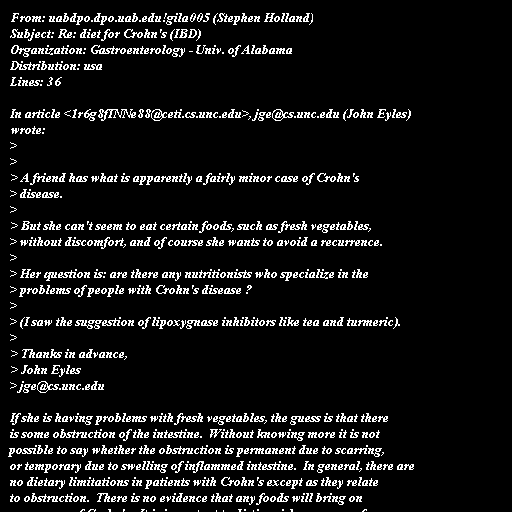 From: uabdpo.dpo.uab.edu!gila005 (Stephen Holland)
Subject: Re: diet for Crohn's (IBD)
Organization: Gastroenterology - Univ. of Alabama
Distribution: usa
Lines: 36

In article <1r6g8fINNe88@ceti.cs.unc.edu>, jge@cs.unc.edu (John Eyles)
wrote:
>
>
> A friend has what is apparently a fairly minor case of Crohn's
> disease.
>
> But she can't seem to eat certain foods, such as fresh vegetables,
> without discomfort, and of course she wants to avoid a recurrence.
>
> Her question is: are there any nutritionists who specialize in the
> problems of people with Crohn's disease ?
>
> (I saw the suggestion of lipoxygnase inhibitors like tea and turmeric).
>
> Thanks in advance,
> John Eyles
> jge@cs.unc.edu

If she is having problems with fresh vegetables, the guess is that there
is some obstruction of the intestine.  Without knowing more it is not
possible to say whether the obstruction is permanent due to scarring,
or temporary due to swelling of inflammed intestine.  In general, there are
no dietary limitations in patients with Crohn's except as they relate
to obstruction.  There is no evidence that any foods will bring on